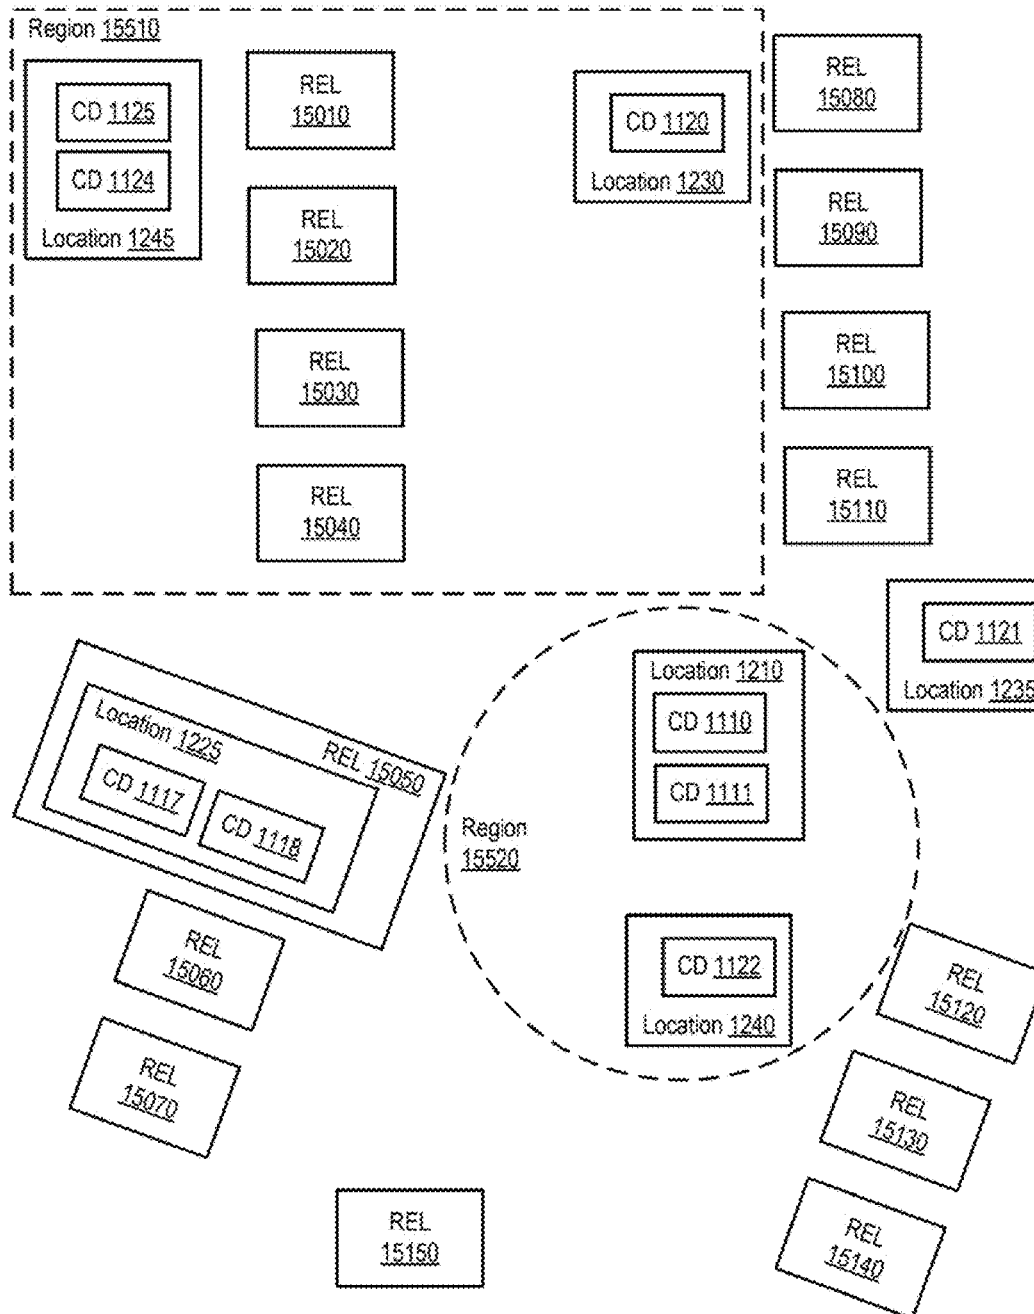 Region 15510
CD 1125
CD 1124
Location 1245
REL
15010
REL
15020
REL
15030
REL
15040
CD 1120
Location 1230
REL
15080
REL
15090
REL
15100
REL
15110
CD 1121
Location 1235
Location 1225
REL 15050
CD 1117
CD 1118
REL
15060
REL
15070
Region
15520
Location 1210
CD 1110
CD 1111
CD 1122
Location 1240
REL
15120
REL
15130
REL
15140
REL
15150